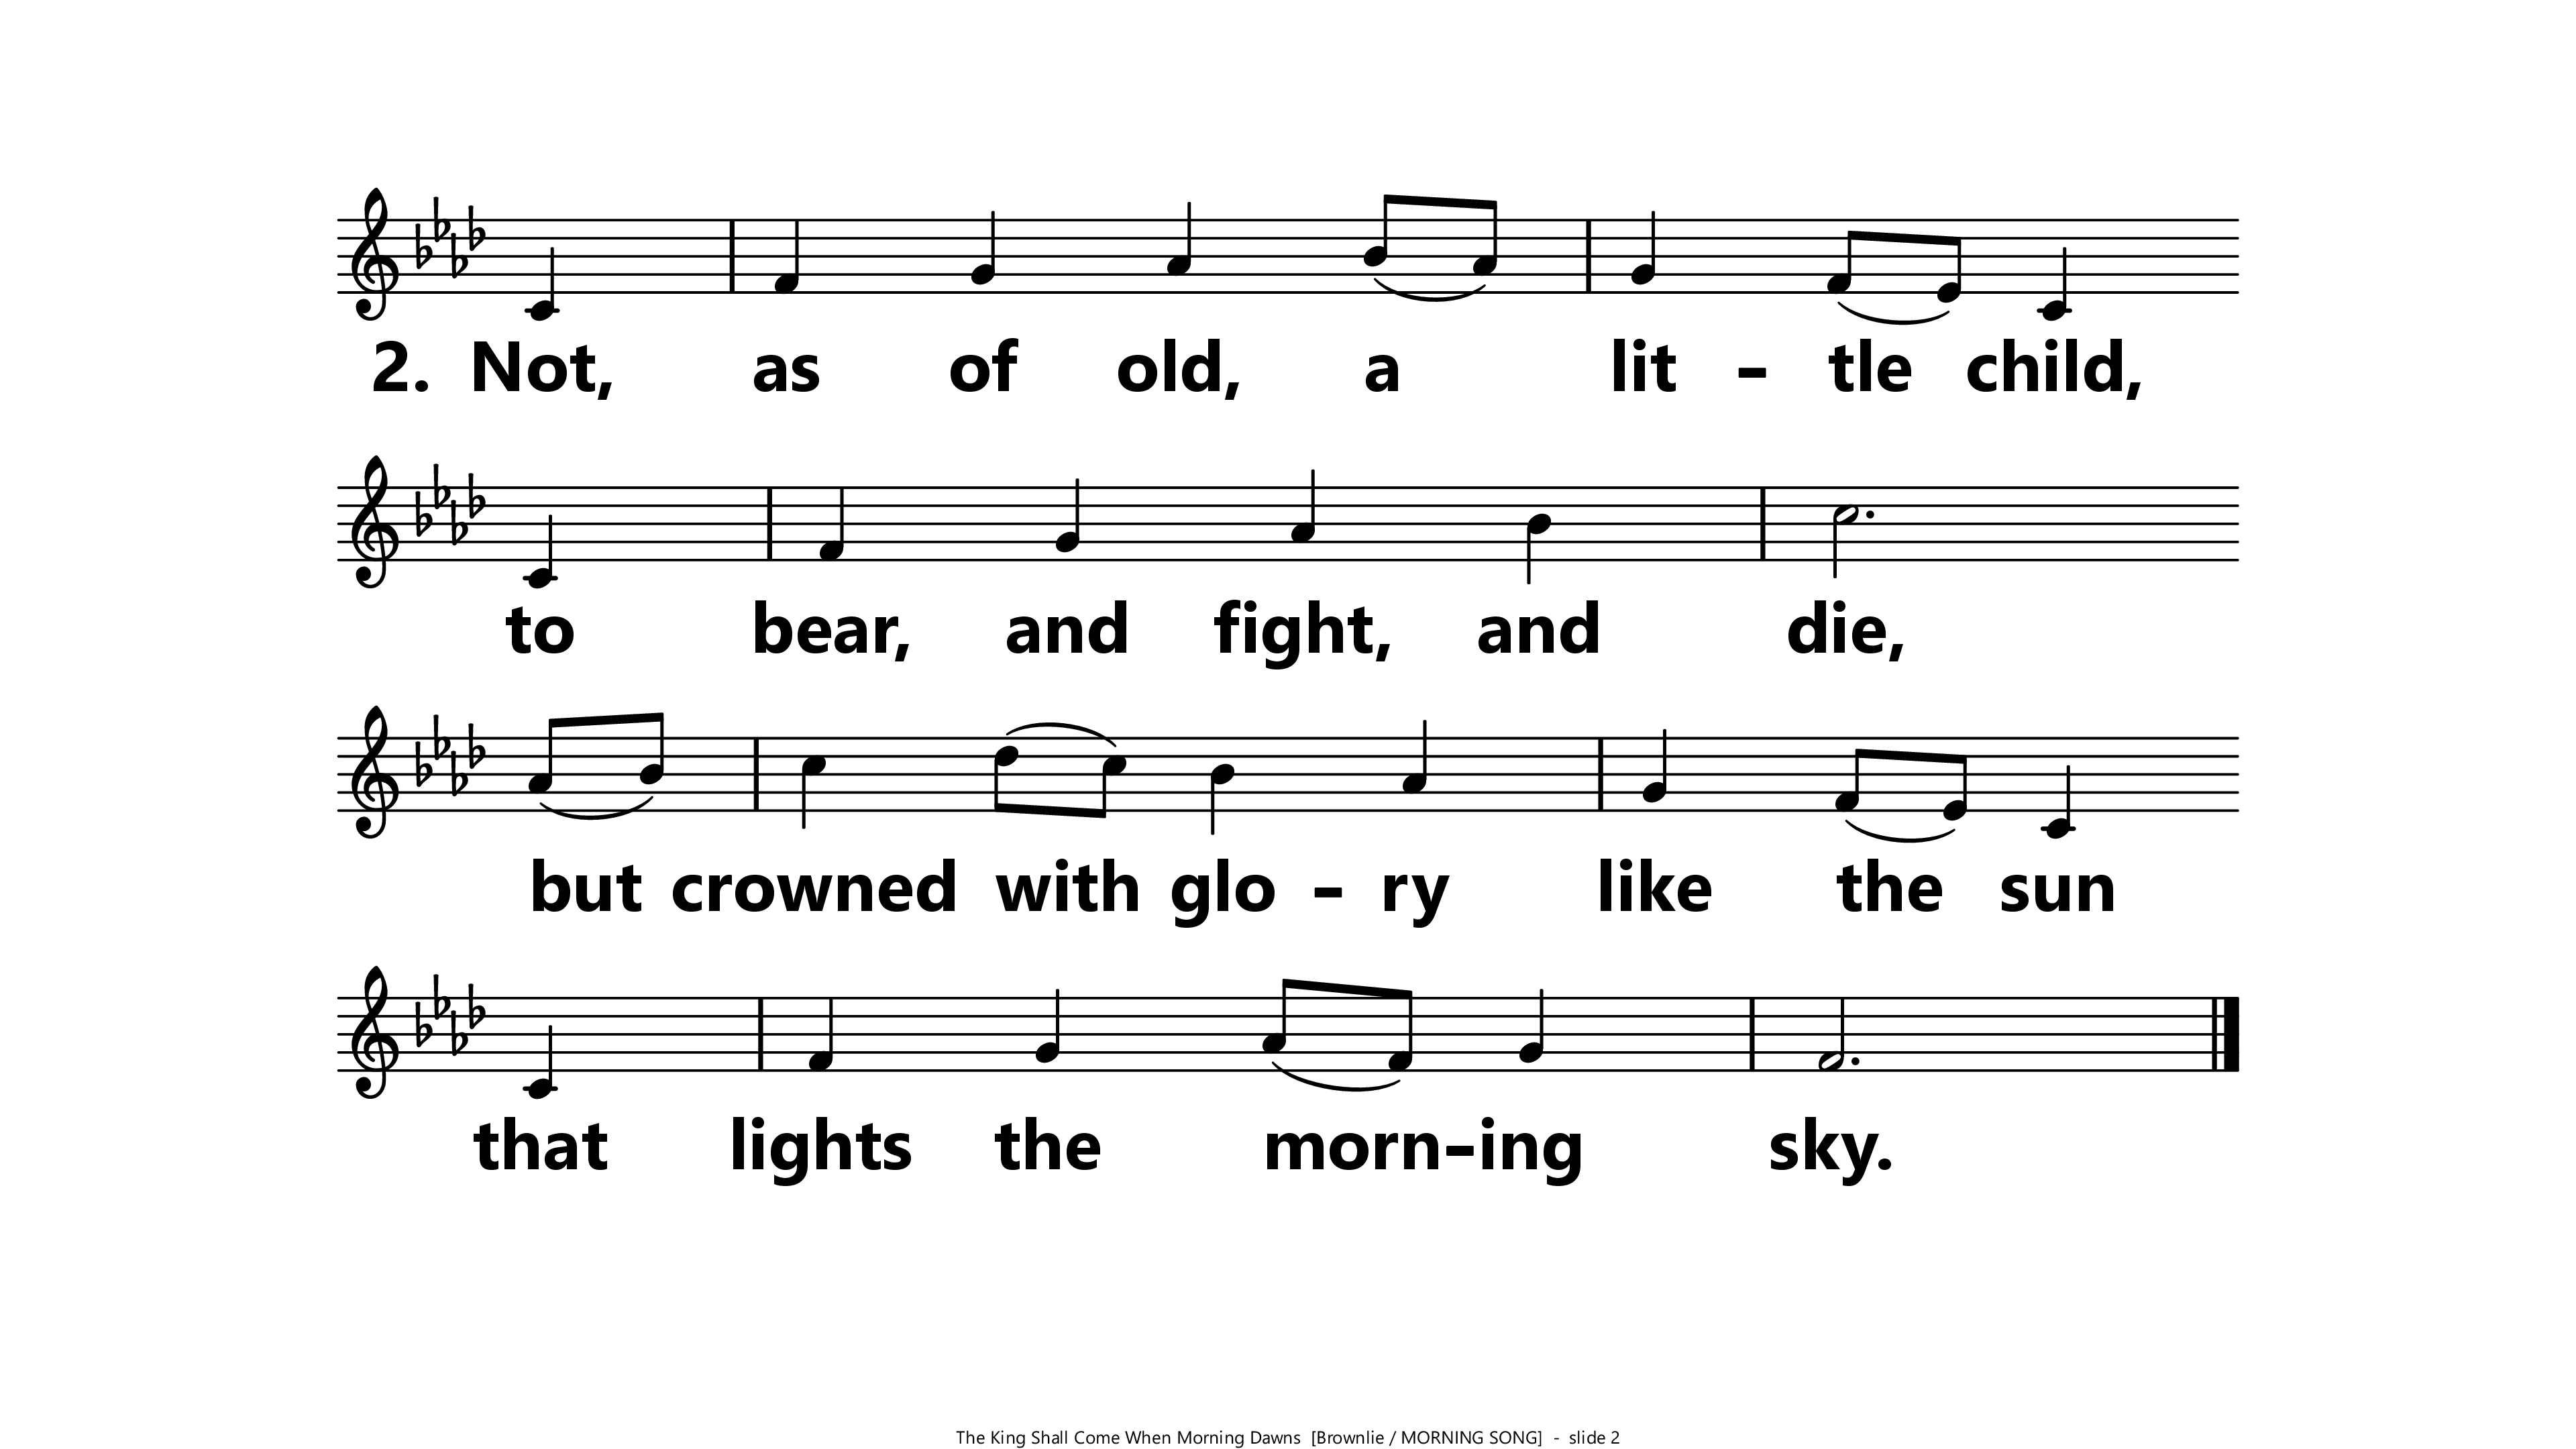 2. Not, as of old, a lit - tle child,
to bear, and fight, and die,
but crowned with glo - ry like the sun
that lights the morn-ing sky.
The King Shall Come When Morning Dawns [Brownlie / MORNING SONG] - slide 2